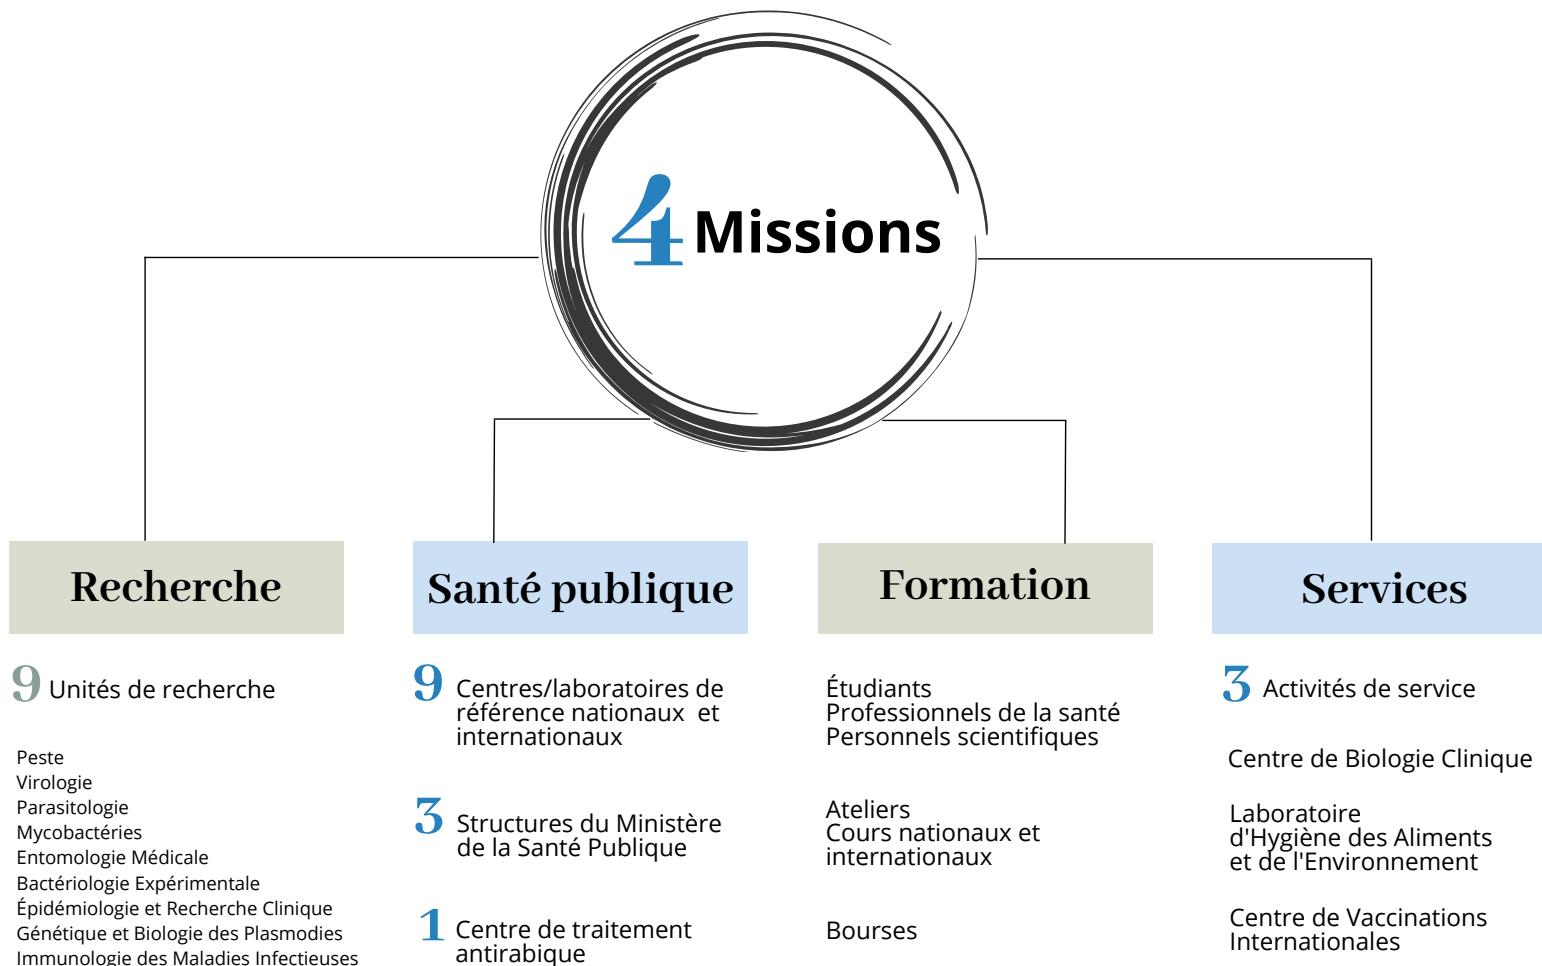 4 Missions
Recherche
9 Unités de recherche
Peste
Virologie
Parasitologie
Mycobactéries
Entomologie Médicale
Bactériologie Expérimentale
Épidémiologie et Recherche Clinique
Génétique et Biologie des Plasmodies
Immunologie des Maladies Infectieuses
Santé publique
9 Centres/laboratoires de
référence nationaux et
internationaux
3 Structures du Ministère
de la Santé Publique
1 Centre de traitement
antirabique
Formation
Étudiants
Professionnels de la santé
Personnels scientifiques
Ateliers
Cours nationaux et
internationaux
Bourses
Services
3 Activités de service
Centre de Biologie Clinique
Laboratoire
d'Hygiène des Aliments
et de l'Environnement
Centre de Vaccinations
Internationales